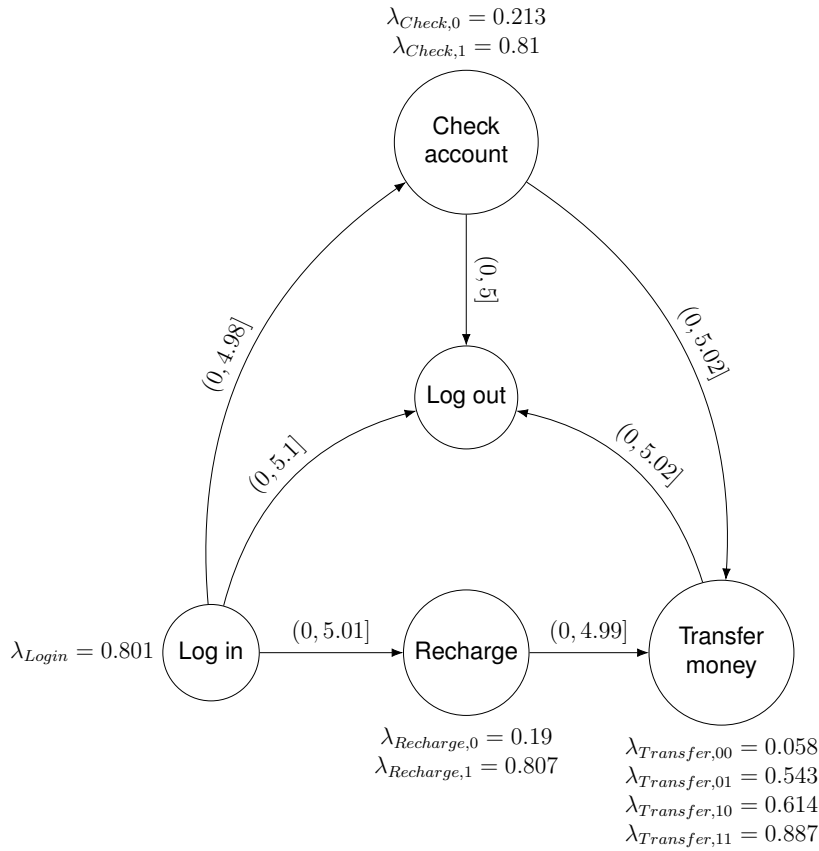 λ_{Check,0} = 0.213
λ_{Check,1} = 0.81
Check
account
(0, 4.98]
(0, 5]
(0, 5.02]
Log out
(0, 5.1]
(0, 5.02]
λ_{Login} = 0.801
Log in
(0, 5.01]
Recharge
(0, 4.99]
Transfer
money
λ_{Recharge,0} = 0.19
λ_{Recharge,1} = 0.807
λ_{Transfer,00} = 0.058
λ_{Transfer,01} = 0.543
λ_{Transfer,10} = 0.614
λ_{Transfer,11} = 0.887